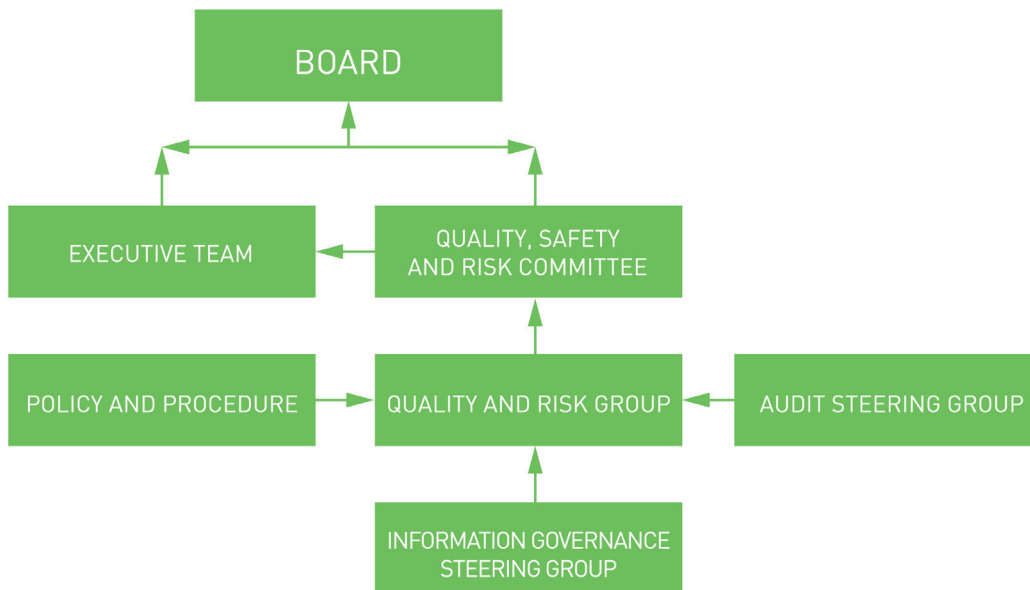 BOARD
EXECUTIVE TEAM
QUALITY, SAFETY
AND RISK COMMITTEE
POLICY AND PROCEDURE
QUALITY AND RISK GROUP
AUDIT STEERING GROUP
INFORMATION GOVERNANCE
STEERING GROUP